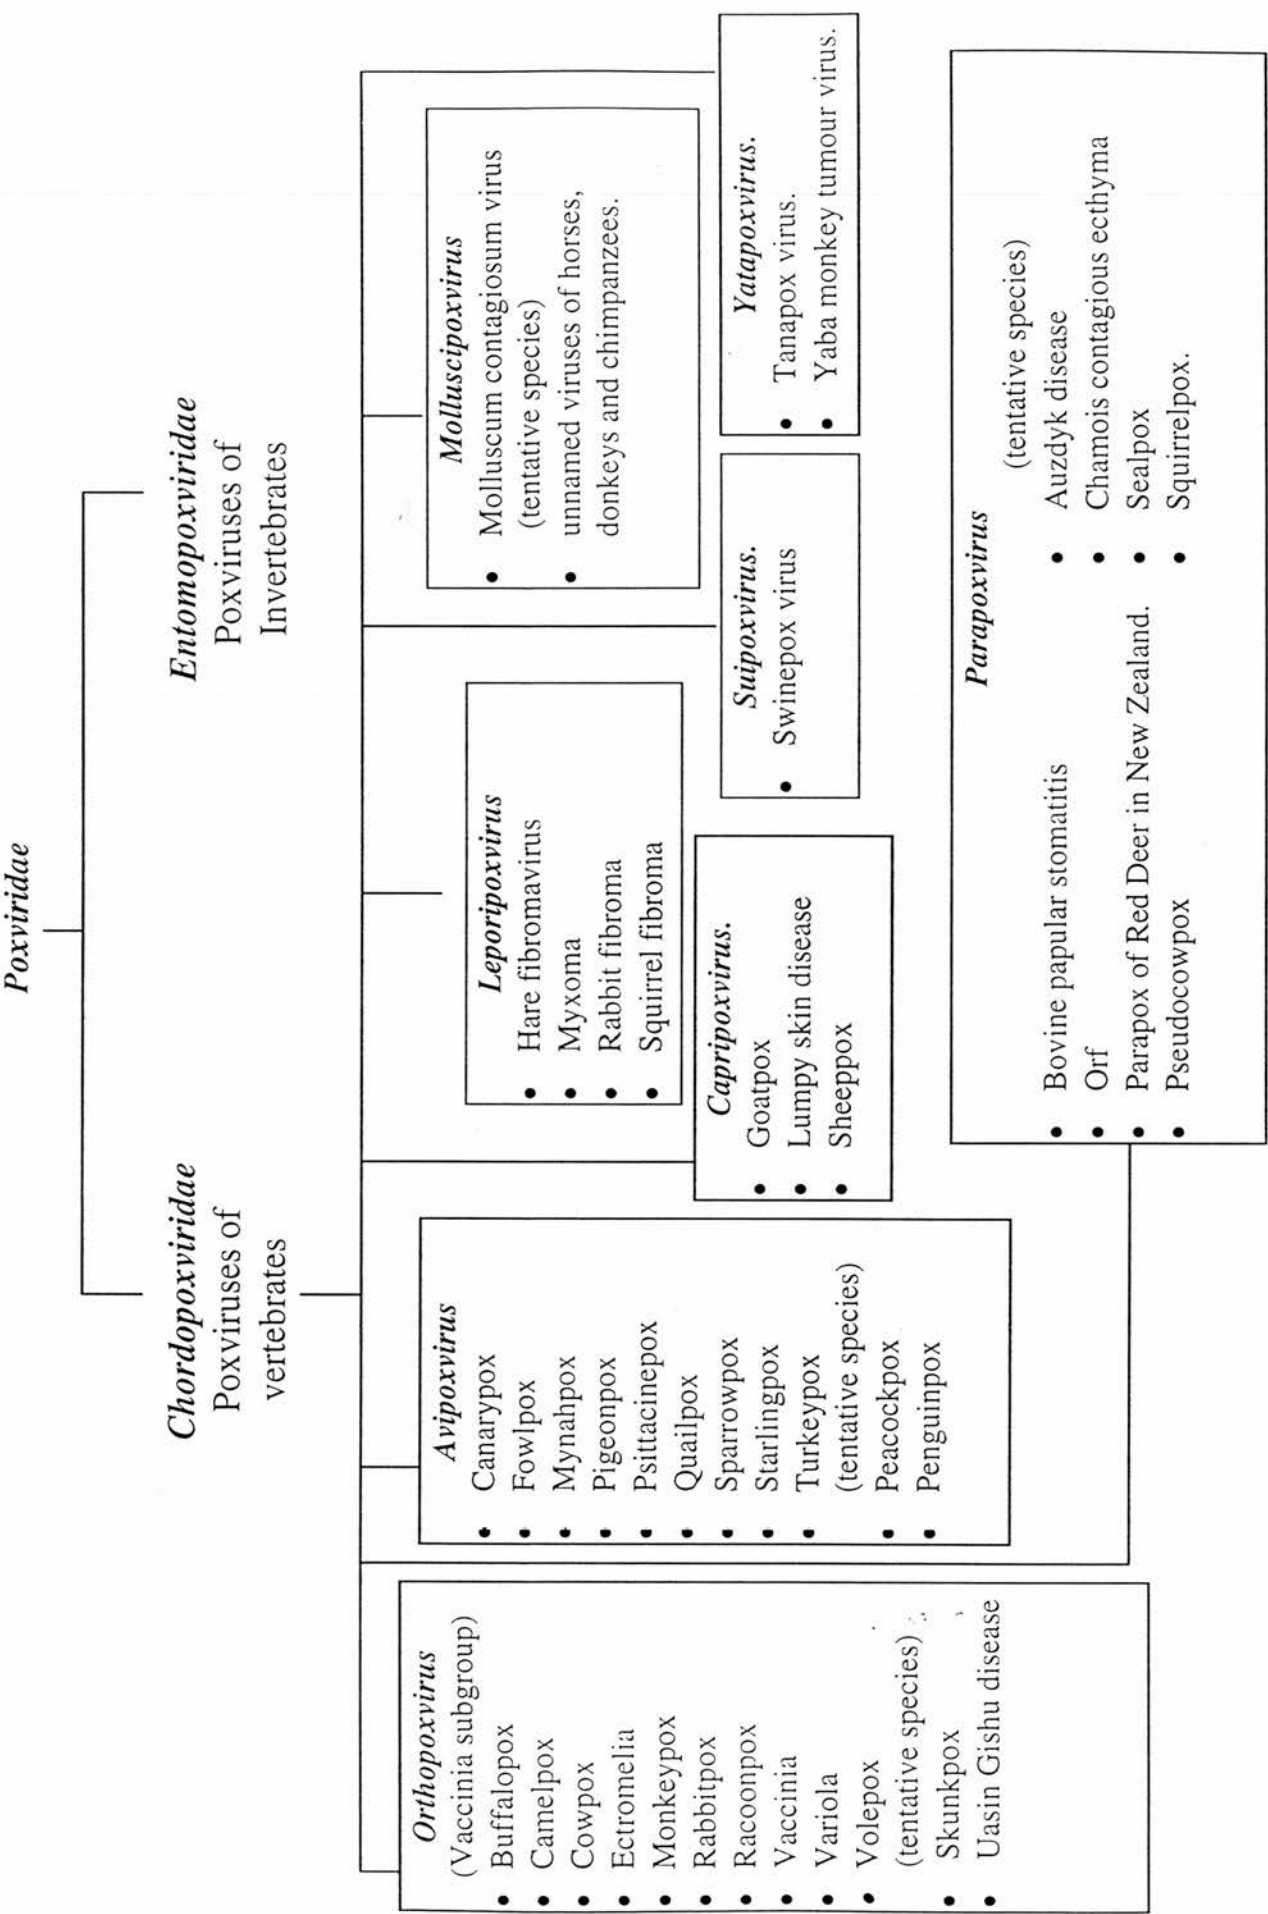 Poxviridae
Chordopoxviridae
Poxviruses of
vertebrates
Entomopoxviridae
Poxviruses of
Invertebrates
Orthopoxvirus
(Vaccinia subgroup)
• Buffalopox
• Camelpox
• Cowpox
• Ectromelia
• Monkeypox
• Rabbitpox
• Racoonpox
• Vaccinia
• Variola
• Volepox
(tentative species)
• Skunkpox
• Uasin Gishu disease
Avipoxvirus
• Canarypox
• Fowlpox
• Mynahpox
• Pigeonpox
• Psittacinepox
• Quailpox
• Sparrowpox
• Starlingpox
• Turkeypox
(tentative species)
• Peacockpox
• Penguinpox
Leporipoxvirus
• Hare fibromavirus
• Myxoma
• Rabbit fibroma
• Squirrel fibroma
Molluscipoxvirus
• Molluscum contagiosum virus
(tentative species)
• unnamed viruses of horses,
donkeys and chimpanzees.
Capripoxvirus.
• Goatpox
• Lumpy skin disease
• Sheeppox
Suipoxvirus.
• Swinepox virus
Yatapoxvirus.
• Tanapox virus.
• Yaba monkey tumour virus.
Parapoxvirus
• Bovine papular stomatitis
• Orf
• Parapox of Red Deer in New Zealand.
• Pseudocowpox
(tentative species)
• Auzdyk disease
• Chamois contagious ecthyma
• Sealpox
• Squirrelpox.